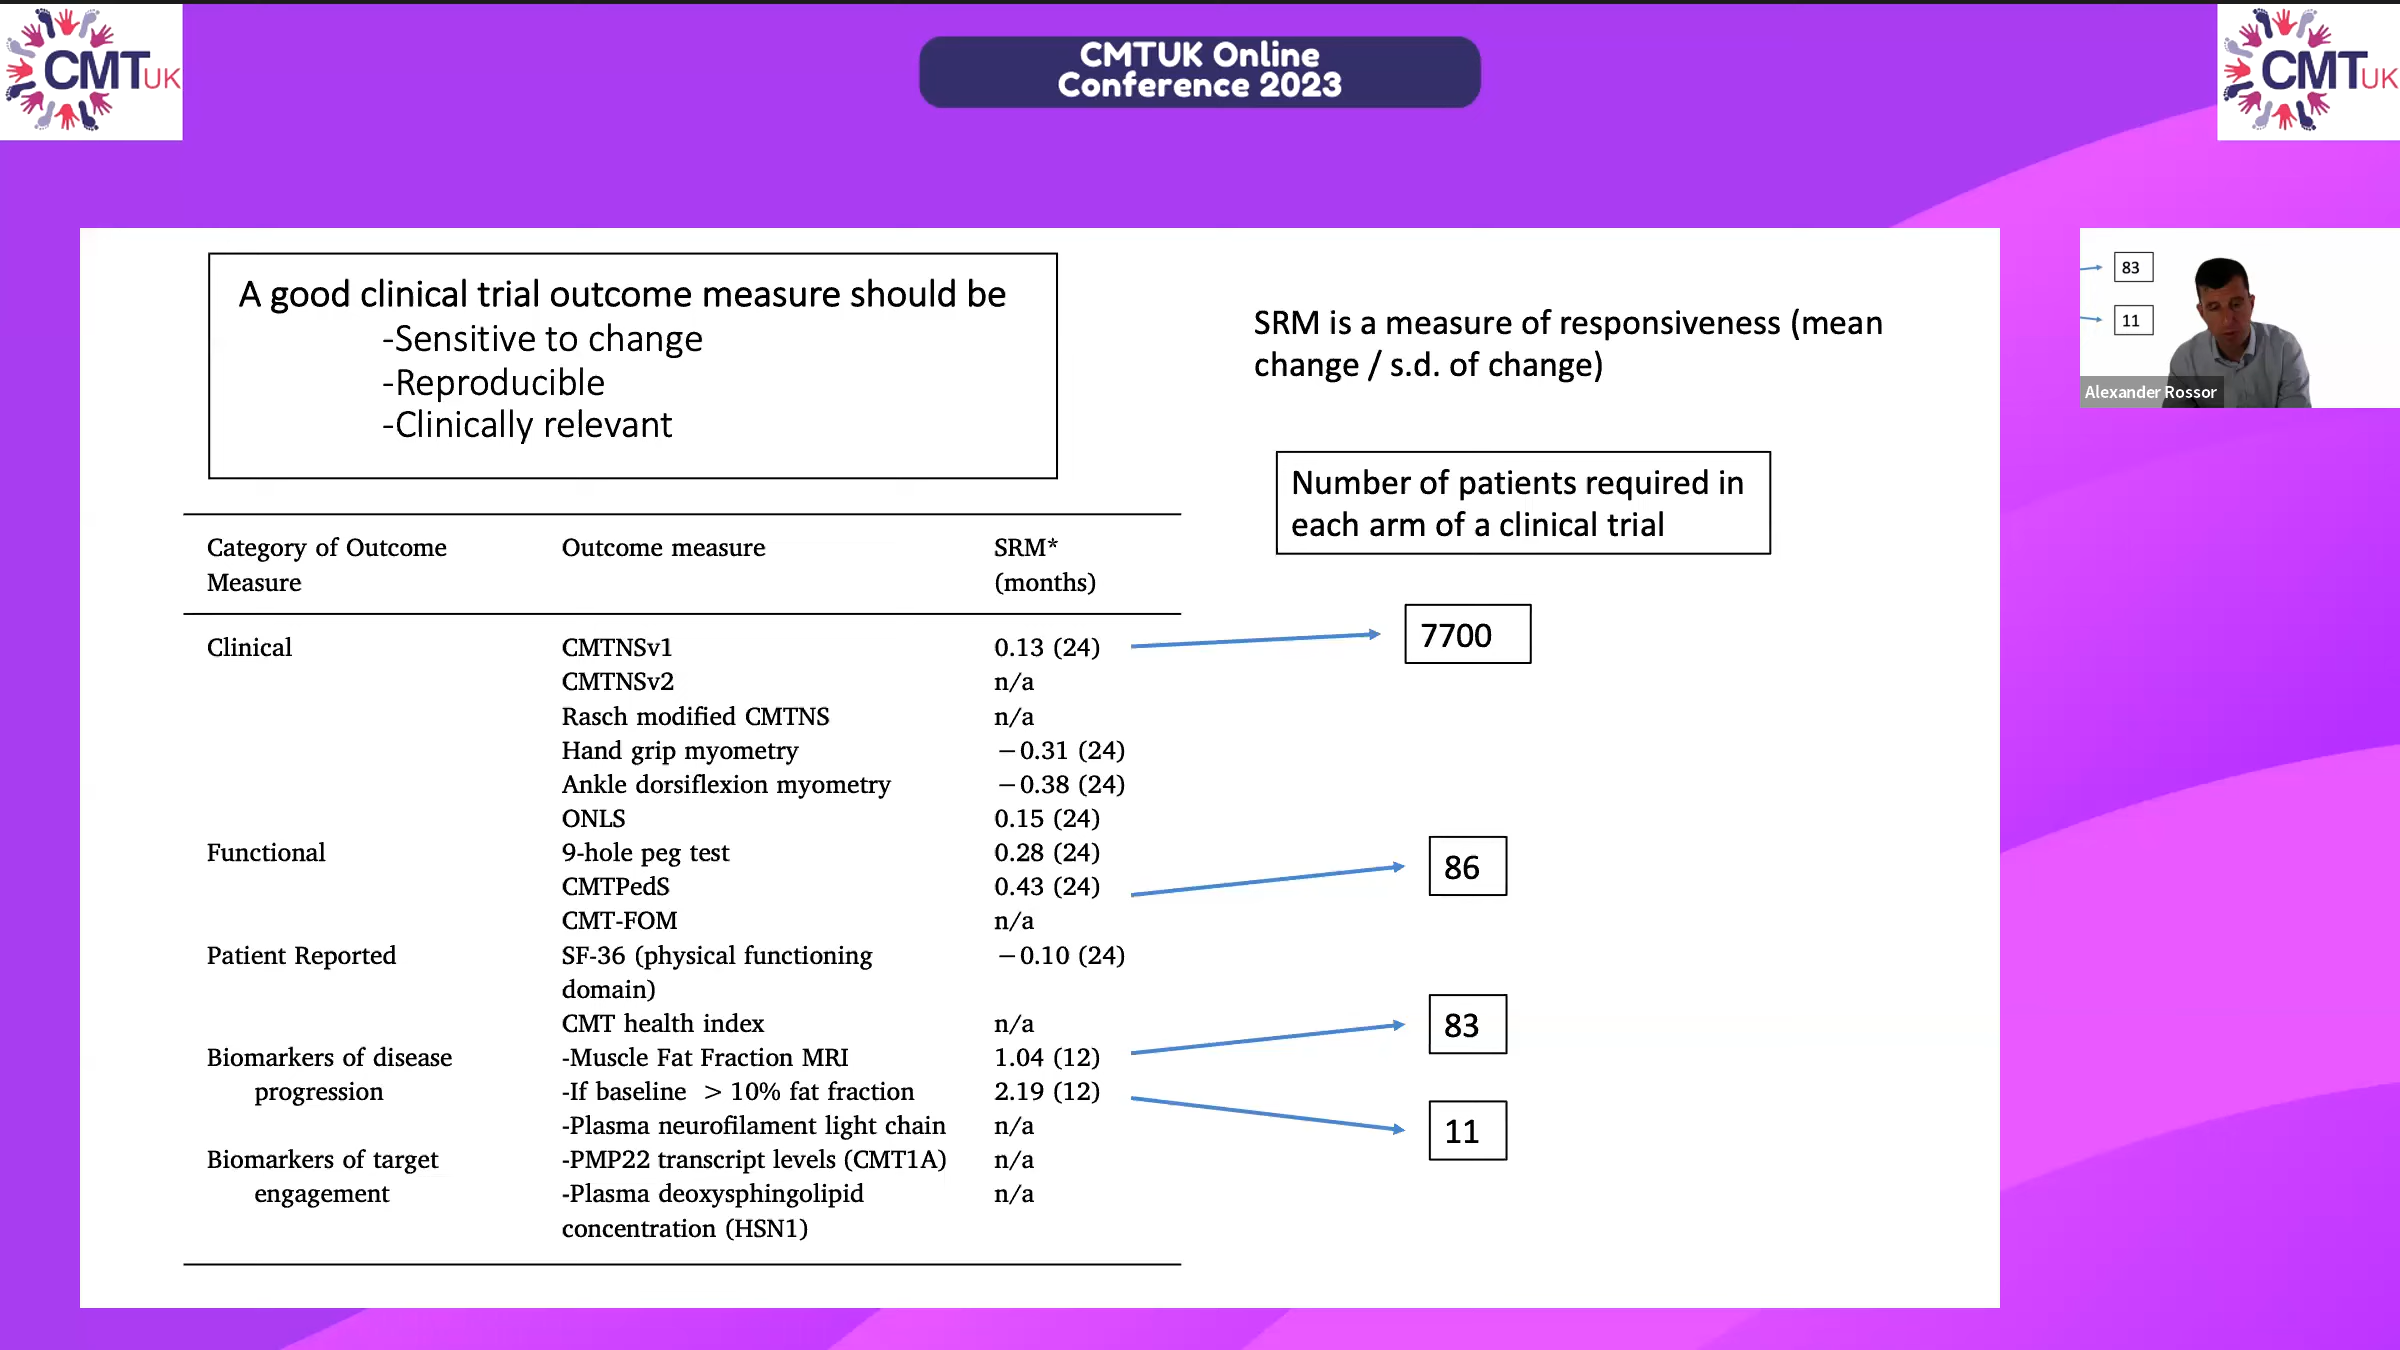 CMTUK
CMTUK Online
Conference 2023
CMTUK
A good clinical trial outcome measure should be
-Sensitive to change
-Reproducible
-Clinically relevant
SRM is a measure of responsiveness (mean
change / s.d. of change)
Number of patients required in
each arm of a clinical trial
83
11
Alexander Rossor
Category of Outcome Measure Outcome measure SRM* (months)
Clinical CMTNSv1 0.13 (24) 7700
CMTNSv2 n/a
Rasch modified CMTNS n/a
Hand grip myometry −0.31 (24)
Ankle dorsiflexion myometry −0.38 (24)
ONLS 0.15 (24)
Functional 9-hole peg test 0.28 (24)
CMTPedS 0.43 (24) 86
CMT-FOM n/a
Patient Reported SF-36 (physical functioning −0.10 (24)
domain)
CMT health index n/a
Biomarkers of disease -Muscle Fat Fraction MRI 1.04 (12) 83
progression -If baseline > 10% fat fraction 2.19 (12) 11
-Plasma neurofilament light chain n/a
Biomarkers of target -PMP22 transcript levels (CMT1A) n/a
engagement -Plasma deoxysphingolipid n/a
concentration (HSN1)